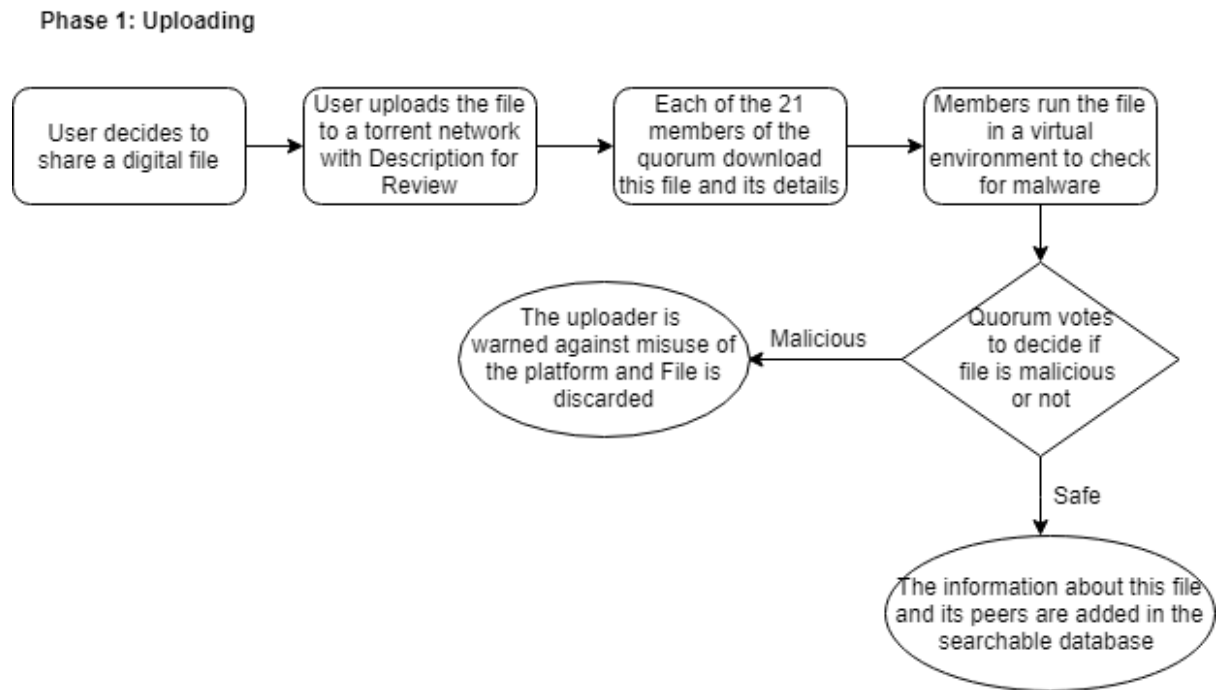 Phase 1: Uploading
User decides to
share a digital file
User uploads the file
to a torrent network
with Description for
Review
Each of the 21
members of the
quorum download
this file and its details
Members run the file
in a virtual
environment to check
for malware
Quorum votes
to decide if
file is malicious
or not
Malicious
The uploader is
warned against misuse of
the platform and File is
discarded
Safe
The information about this file
and its peers are added in the
searchable database